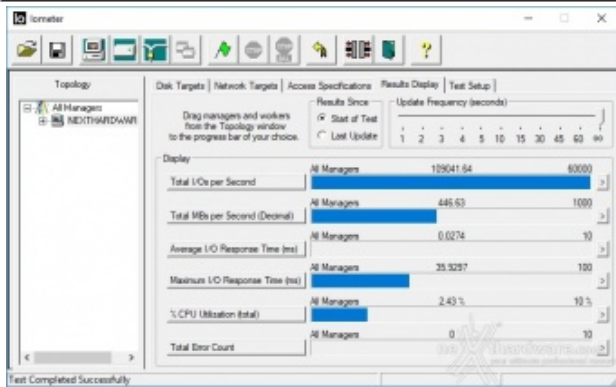 Iometer
Topology
All Managers
NEXTHARDWAR
Disk Targets Network Targets Access Specifications Results Display Test Setup
Drag managers and workers
from the Topology window
to the progress bar of your choice.
Results Since
Start of Test
Last Update
Update Frequency (seconds)
1 2 3 4 5 10 15 30 45 60 ∞
Display
All Managers 109041.64 60000
Total I/Os per Second
All Managers 446.63 1000
Total MBs per Second (Decimal)
All Managers 0.0274 10
Average I/O Response Time (ms)
All Managers 35.9297 100
Maximum I/O Response Time (ms)
All Managers 2.43 % 10 %
% CPU Utilization (total)
All Managers 0 10
Total Error Count
Test Completed Successfully